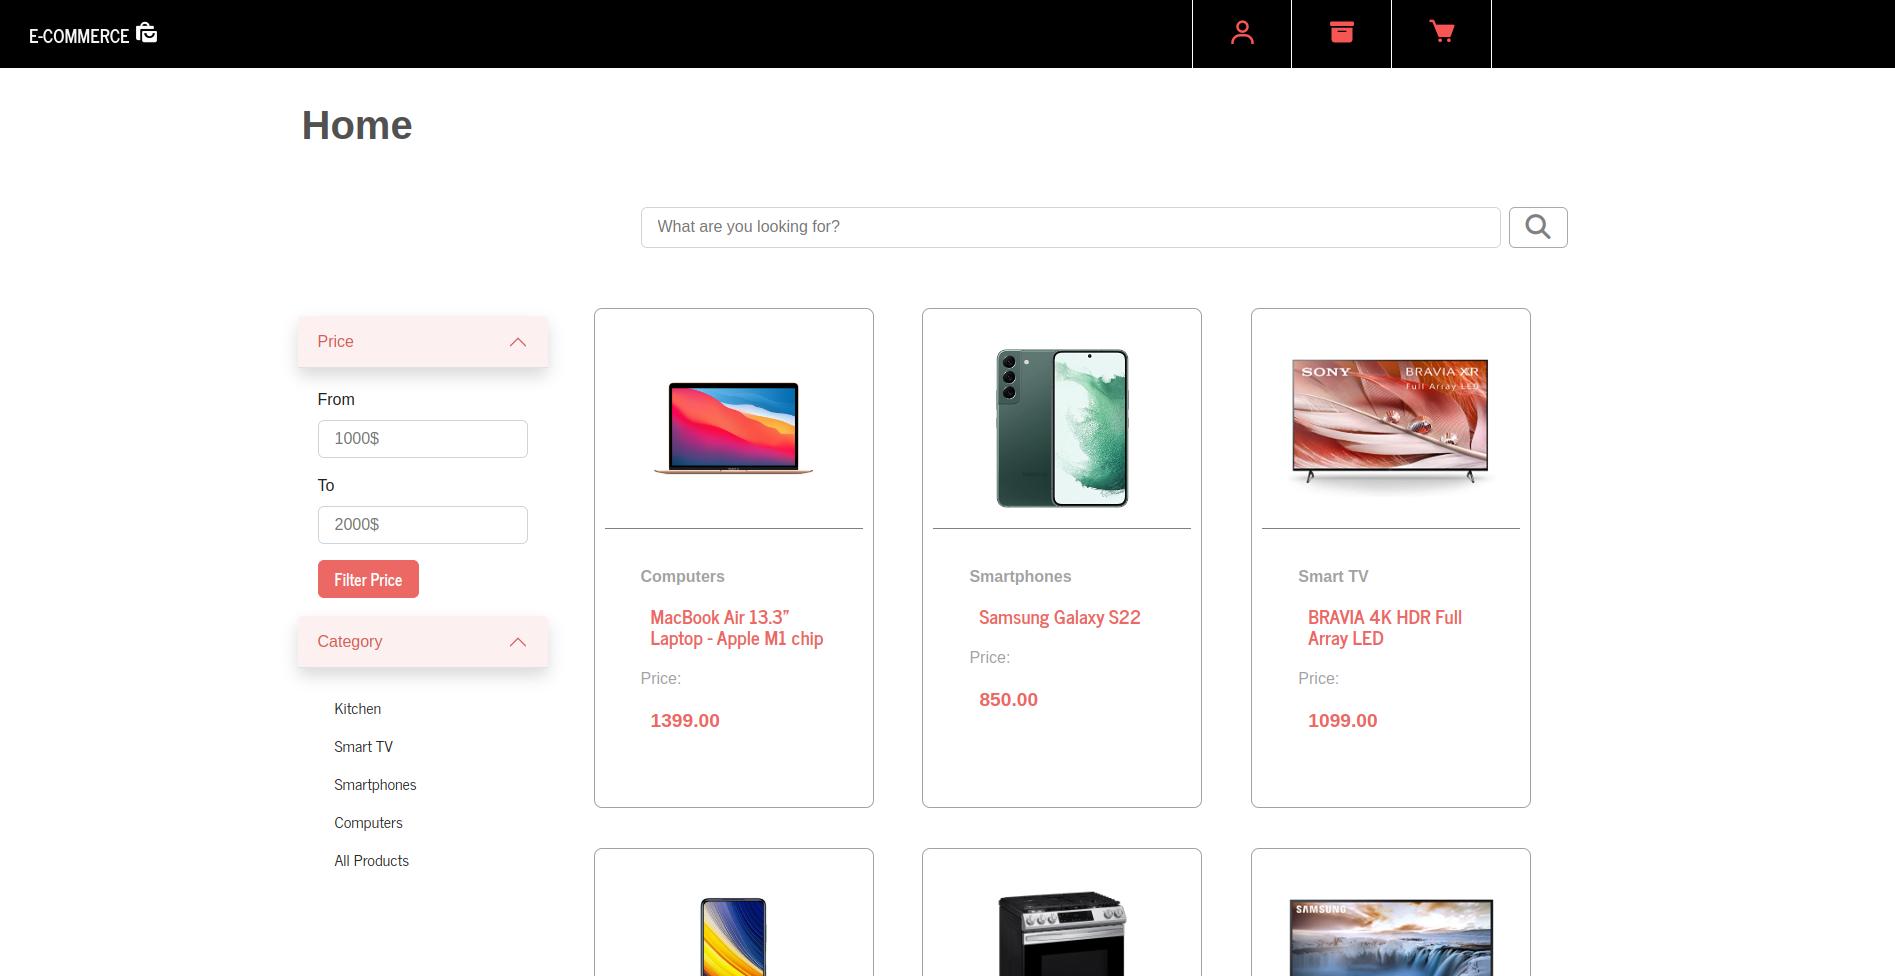 E-COMMERCE
Home
What are you looking for?
Price
From
1000$
To
2000$
Filter Price
Category
Kitchen
Smart TV
Smartphones
Computers
All Products
SONY
BRAVIA XR
Full Array LED
Computers
MacBook Air 13.3”
Laptop - Apple M1 chip
Price:
1399.00
Smartphones
Samsung Galaxy S22
Price:
850.00
Smart TV
BRAVIA 4K HDR Full
Array LED
Price:
1099.00
SAMSUNG